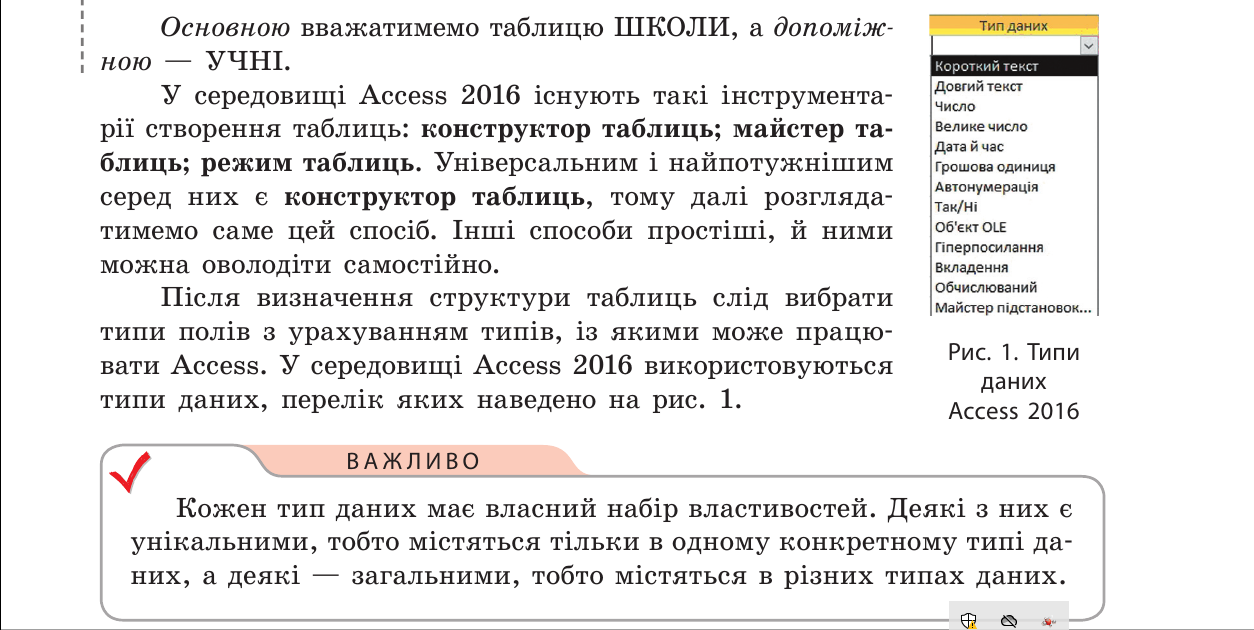 Основною вважатимемо таблицю ШКОЛИ, а допоміж-
ною — УЧНІ.
У середовищі Access 2016 існують такі інструмента-
рії створення таблиць: конструктор таблиць; майстер та-
блиць; режим таблиць. Універсальним і найпотужнішим
серед них є конструктор таблиць, тому далі розгляда-
тимемо саме цей спосіб. Інші способи простіші, й ними
можна оволодіти самостійно.
Після визначення структури таблиць слід вибрати
типи полів з урахуванням типів, із якими може працю-
вати Access. У середовищі Access 2016 використовуються
типи даних, перелік яких наведено на рис. 1.
Тип даних
Короткий текст
Довгий текст
Число
Велике число
Дата й час
Грошова одиниця
Автонумерація
Так/Ні
Об'єкт OLE
Гіперпосилання
Вкладення
Обчислюваний
Майстер підстановок...
Рис. 1. Типи
даних
Access 2016
ВАЖЛИВО
Кожен тип даних має власний набір властивостей. Деякі з них є
унікальними, тобто містяться тільки в одному конкретному типі да-
них, а деякі — загальними, тобто містяться в різних типах даних.